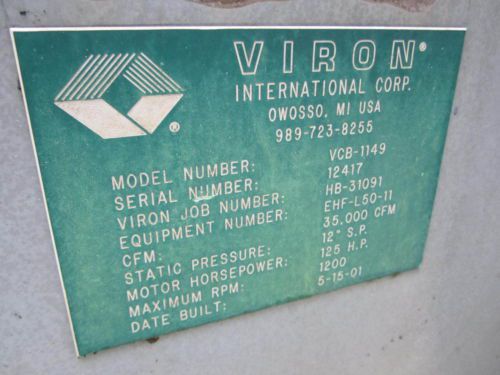 VIRON®
INTERNATIONAL CORP.
OWOSSO, MI USA
989-723-8255
®
MODEL NUMBER: VCB-1149
SERIAL NUMBER: 12417
VIRON JOB NUMBER: HB-31091
EQUIPMENT NUMBER: EHF-L50-11
CFM: 35.000 CFM
STATIC PRESSURE: 12" S.P.
MOTOR HORSEPOWER: 125 H.P.
MAXIMUM RPM: 1200
DATE BUILT: 5-15-01